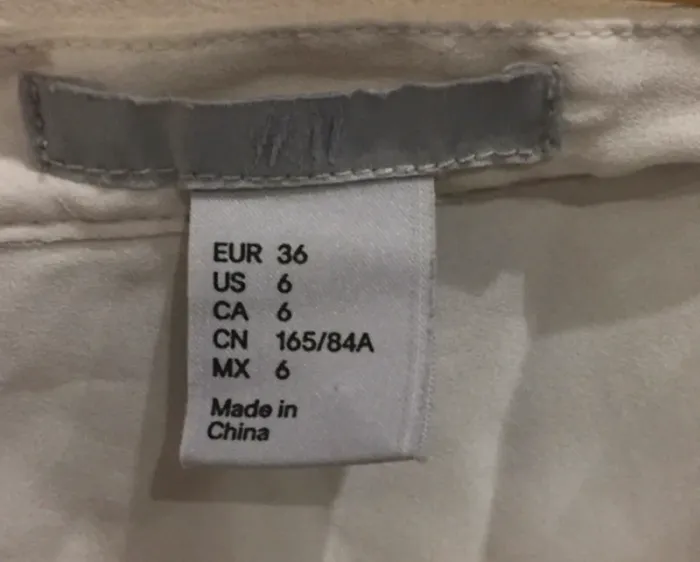 H&M
EUR 36
US 6
CA 6
CN 165/84A
MX 6
Made in
China